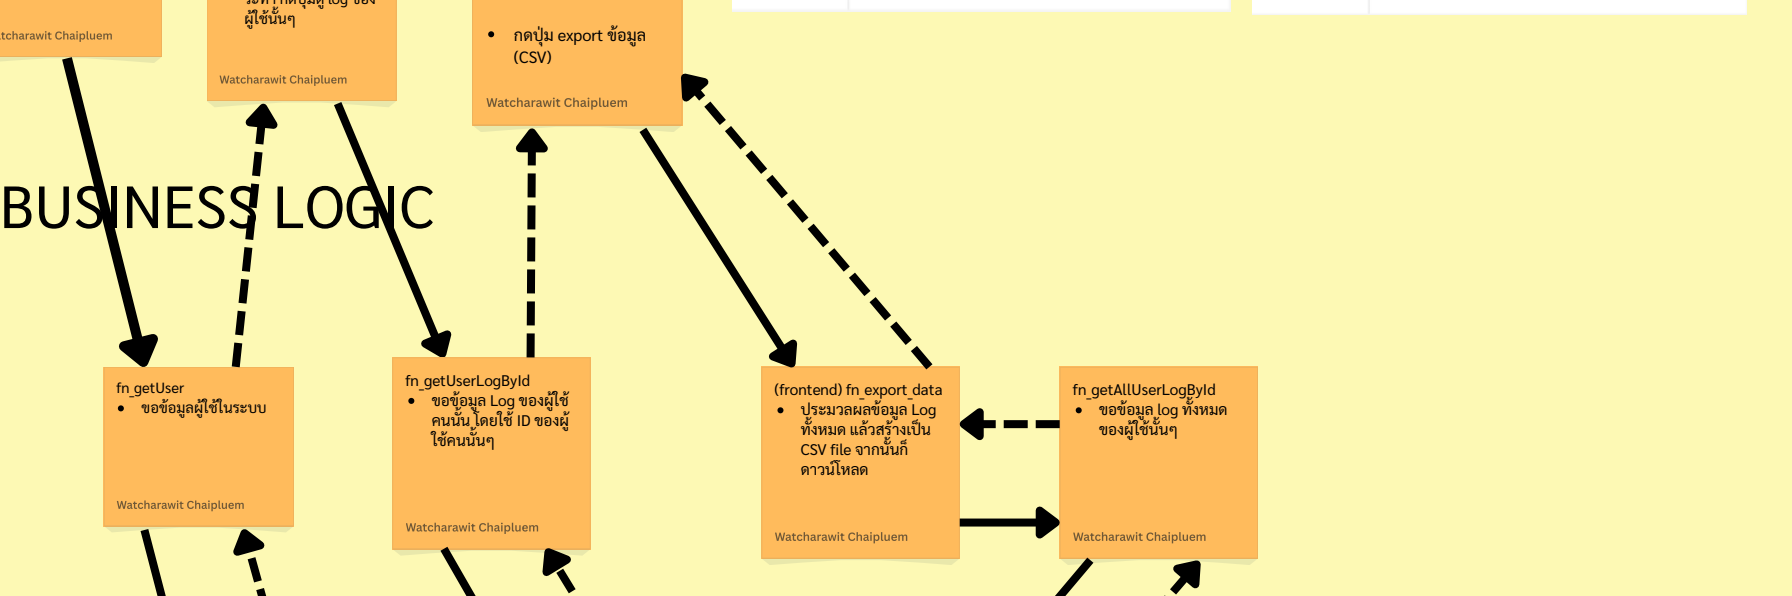 ผู้ใช้นั้นๆ
tcharawit Chaipluem
Watcharawit Chaipluem
• กดปุ่ม export ข้อมูล
(CSV)
Watcharawit Chaipluem
BUSINESS LOGIC
fn_getUser
• ขอข้อมูลผู้ใช้ในระบบ
Watcharawit Chaipluem
fn_getUserLogById
• ขอข้อมูล Log ของผู้ใช้
คนนั้น โดยใช้ ID ของผู้
ใช้คนนั้นๆ
Watcharawit Chaipluem
(frontend) fn_export_data
• ประมวลผลข้อมูล Log
ทั้งหมด แล้วสร้างเป็น
CSV file จากนั้นก็
ดาวน์โหลด
Watcharawit Chaipluem
fn_getAllUserLogById
• ขอข้อมูล log ทั้งหมด
ของผู้ใช้นั้นๆ
Watcharawit Chaipluem